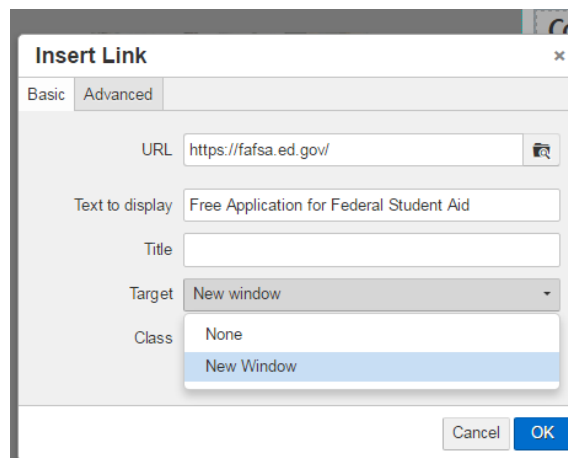 Insert Link ×
Basic Advanced
URL https://fafsa.ed.gov/
Text to display Free Application for Federal Student Aid
Title
Target New window
Class
None
New Window
Cancel OK